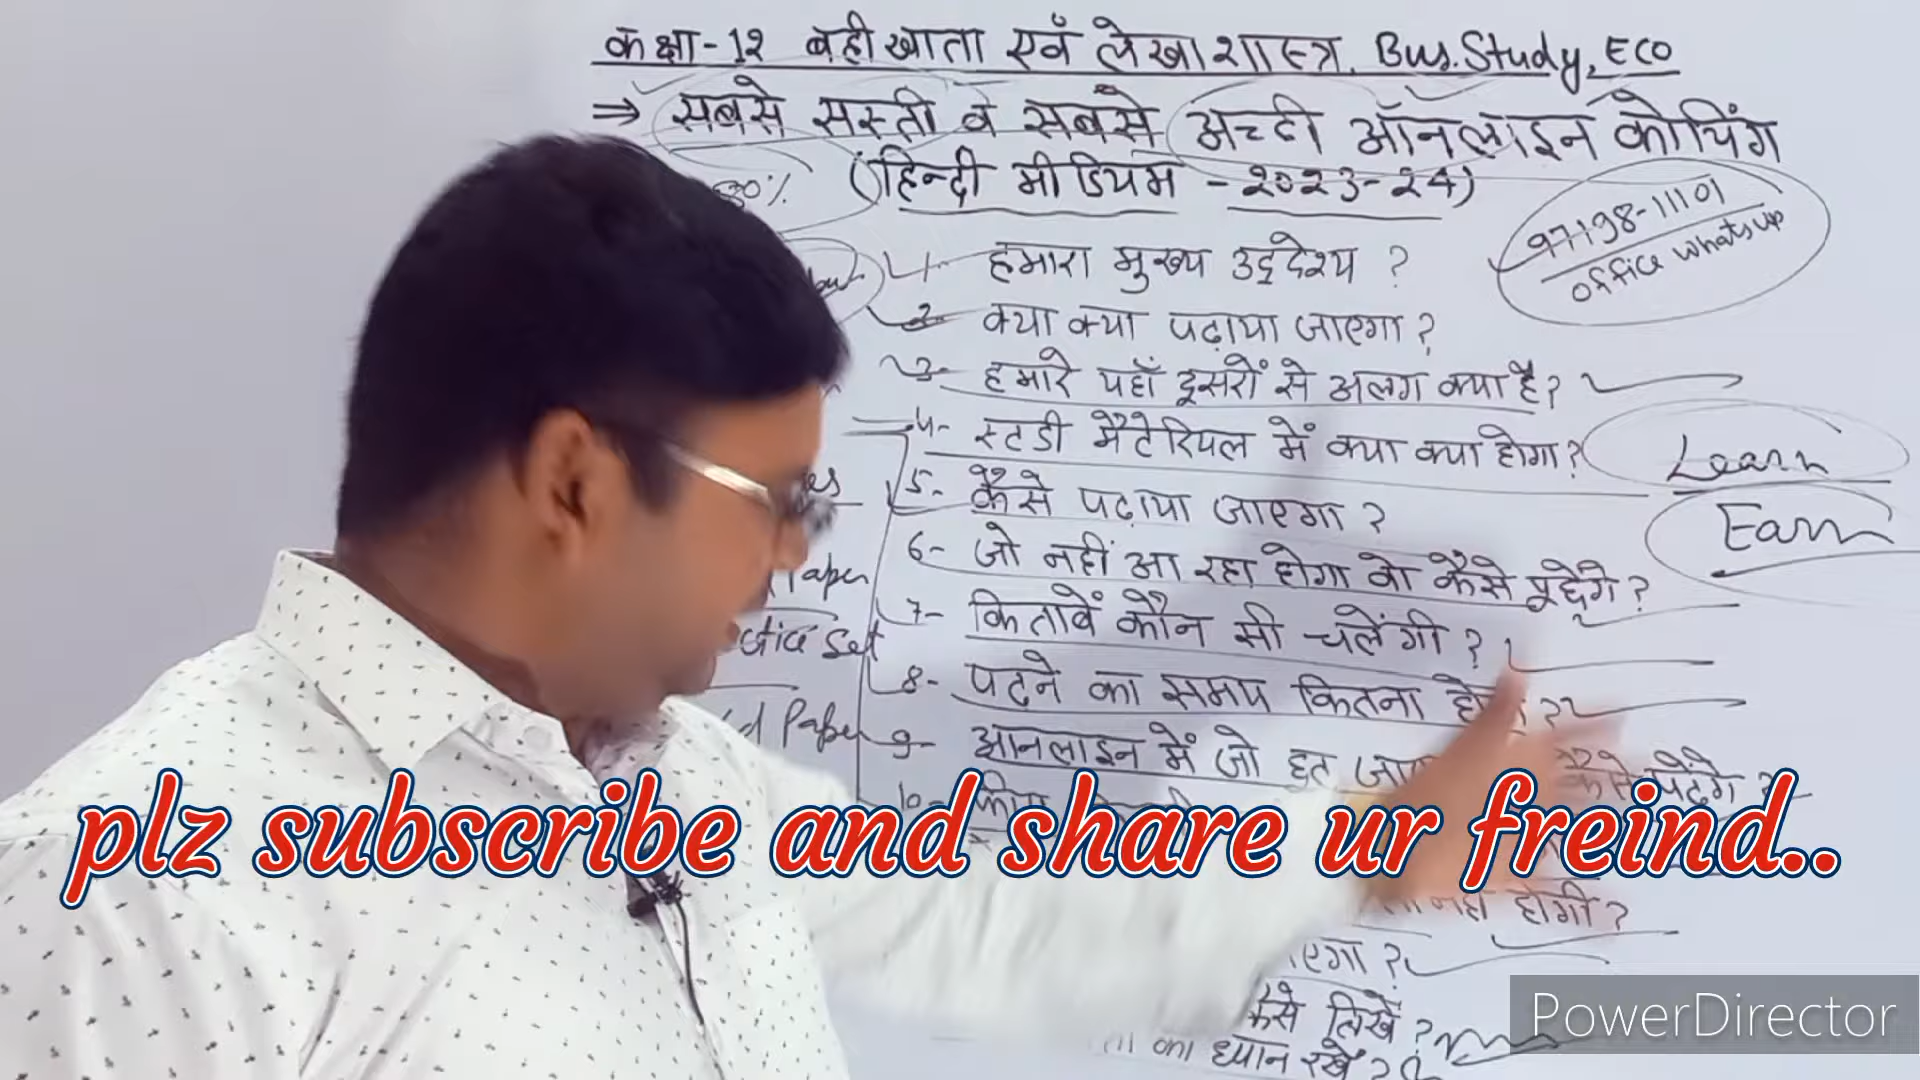 कक्षा-12 बहीखाता एवं लेखाशास्त्र, Bus.Study, ECO
⇒ सबसे सस्ती व सबसे अच्छी ऑनलाइन कोचिंग
(हिन्दी मीडियम - 2023-24)
97198-11101
office whatsup
1- हमारा मुख्य उद्देश्य ?
2- क्या क्या पढ़ाया जाएगा ?
3- हमारे यहाँ दूसरों से अलग क्या है ?
4- स्टडी मैटेरियल में क्या क्या होगा ?
Learn
5- कैसे पढ़ाया जाएगा ?
Earn
6- जो नहीं आ रहा होगा वो कैसे पूछेंगे ?
7- किताबें कौन सी चलेंगी ?
8- पढने का समय कितना
9- ऑनलाइन में जो छुट कैसे पढेंगे ?
10-
plz subscribe and share ur freind..
होगी ?
कैसे लिखें ?
का ध्यान रखें ?
PowerDirector